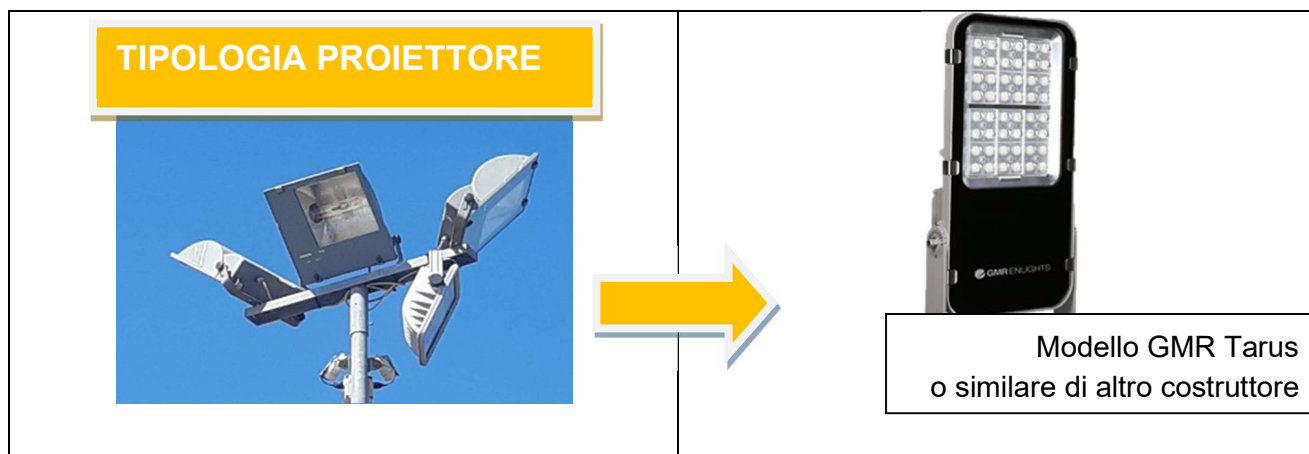 TIPOLOGIA PROIETTORE
GMR ENLIGHTS
Modello GMR Tarus
o similare di altro costruttore